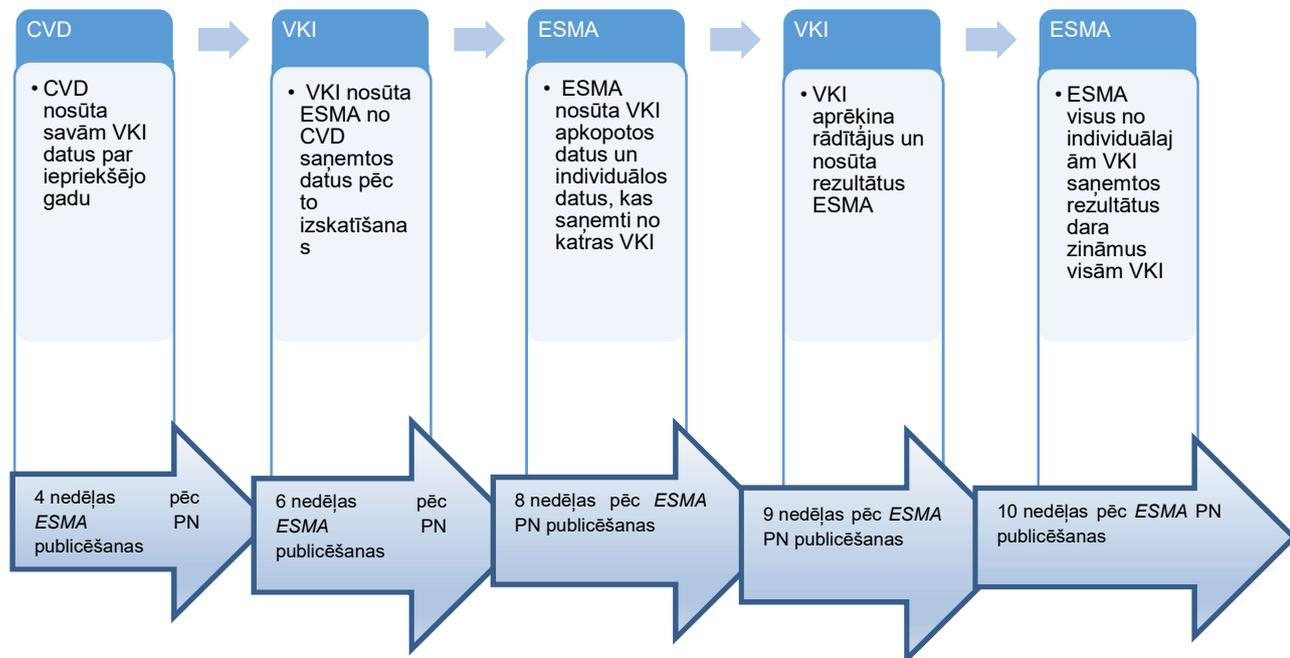 CVD
• CVD
nosūta
savām VKI
datus par
iepriekšējo
gadu
VKI
• VKI nosūta
ESMA no
CVD
saņemtos
datus pēc
to
izskatīšana
s
ESMA
• ESMA
nosūta VKI
apkopotos
datus un
individuālos
datus, kas
saņemti no
katras VKI
VKI
• VKI
aprēķina
rādītājus un
nosūta
rezultātus
ESMA
ESMA
• ESMA
visus no
individuālaj
ām VKI
saņemtos
rezultātus
dara
zināmus
visām VKI
4 nedēļas pēc
ESMA PN
publicēšanas
6 nedēļas pēc
ESMA PN
publicēšanas
8 nedēļas pēc ESMA
PN publicēšanas
9 nedēļas pēc ESMA
PN publicēšanas
10 nedēļas pēc ESMA PN
publicēšanas